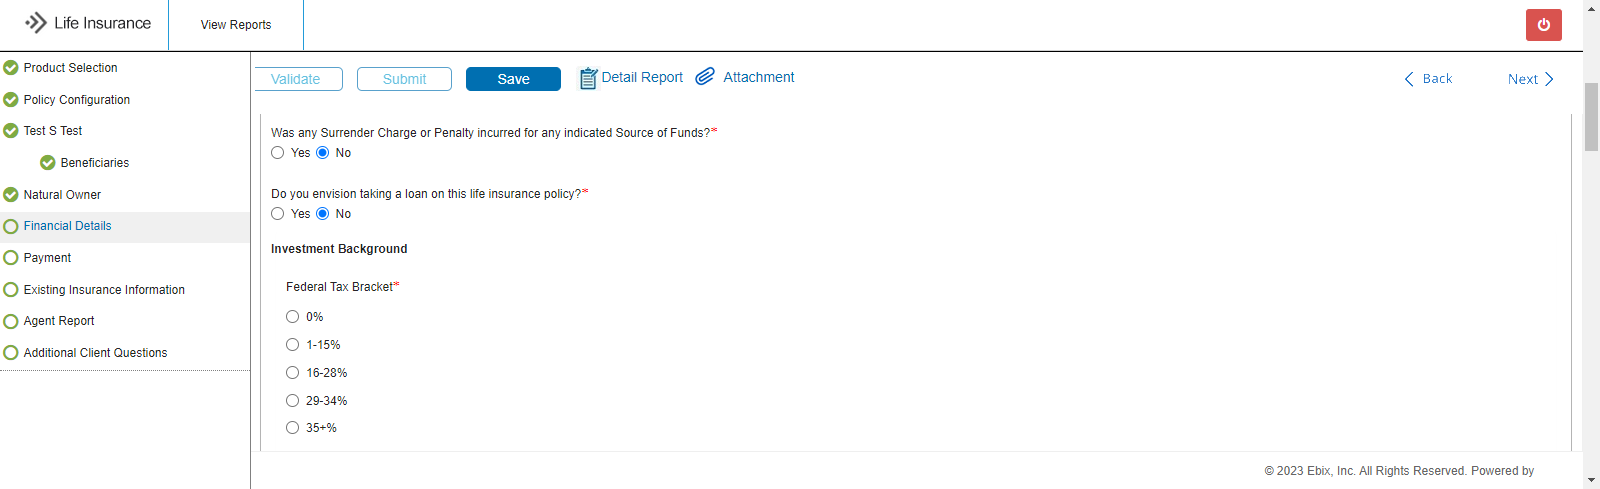 Life Insurance
View Reports
Product Selection
Policy Configuration
Test S Test
Beneficiaries
Natural Owner
Financial Details
Payment
Existing Insurance Information
Agent Report
Additional Client Questions
Validate Submit Save Detail Report Attachment Back Next
Was any Surrender Charge or Penalty incurred for any indicated Source of Funds?*
Yes No
Do you envision taking a loan on this life insurance policy?*
Yes No
Investment Background
Federal Tax Bracket*
0%
1-15%
16-28%
29-34%
35+%
© 2023 Ebix, Inc. All Rights Reserved. Powered by